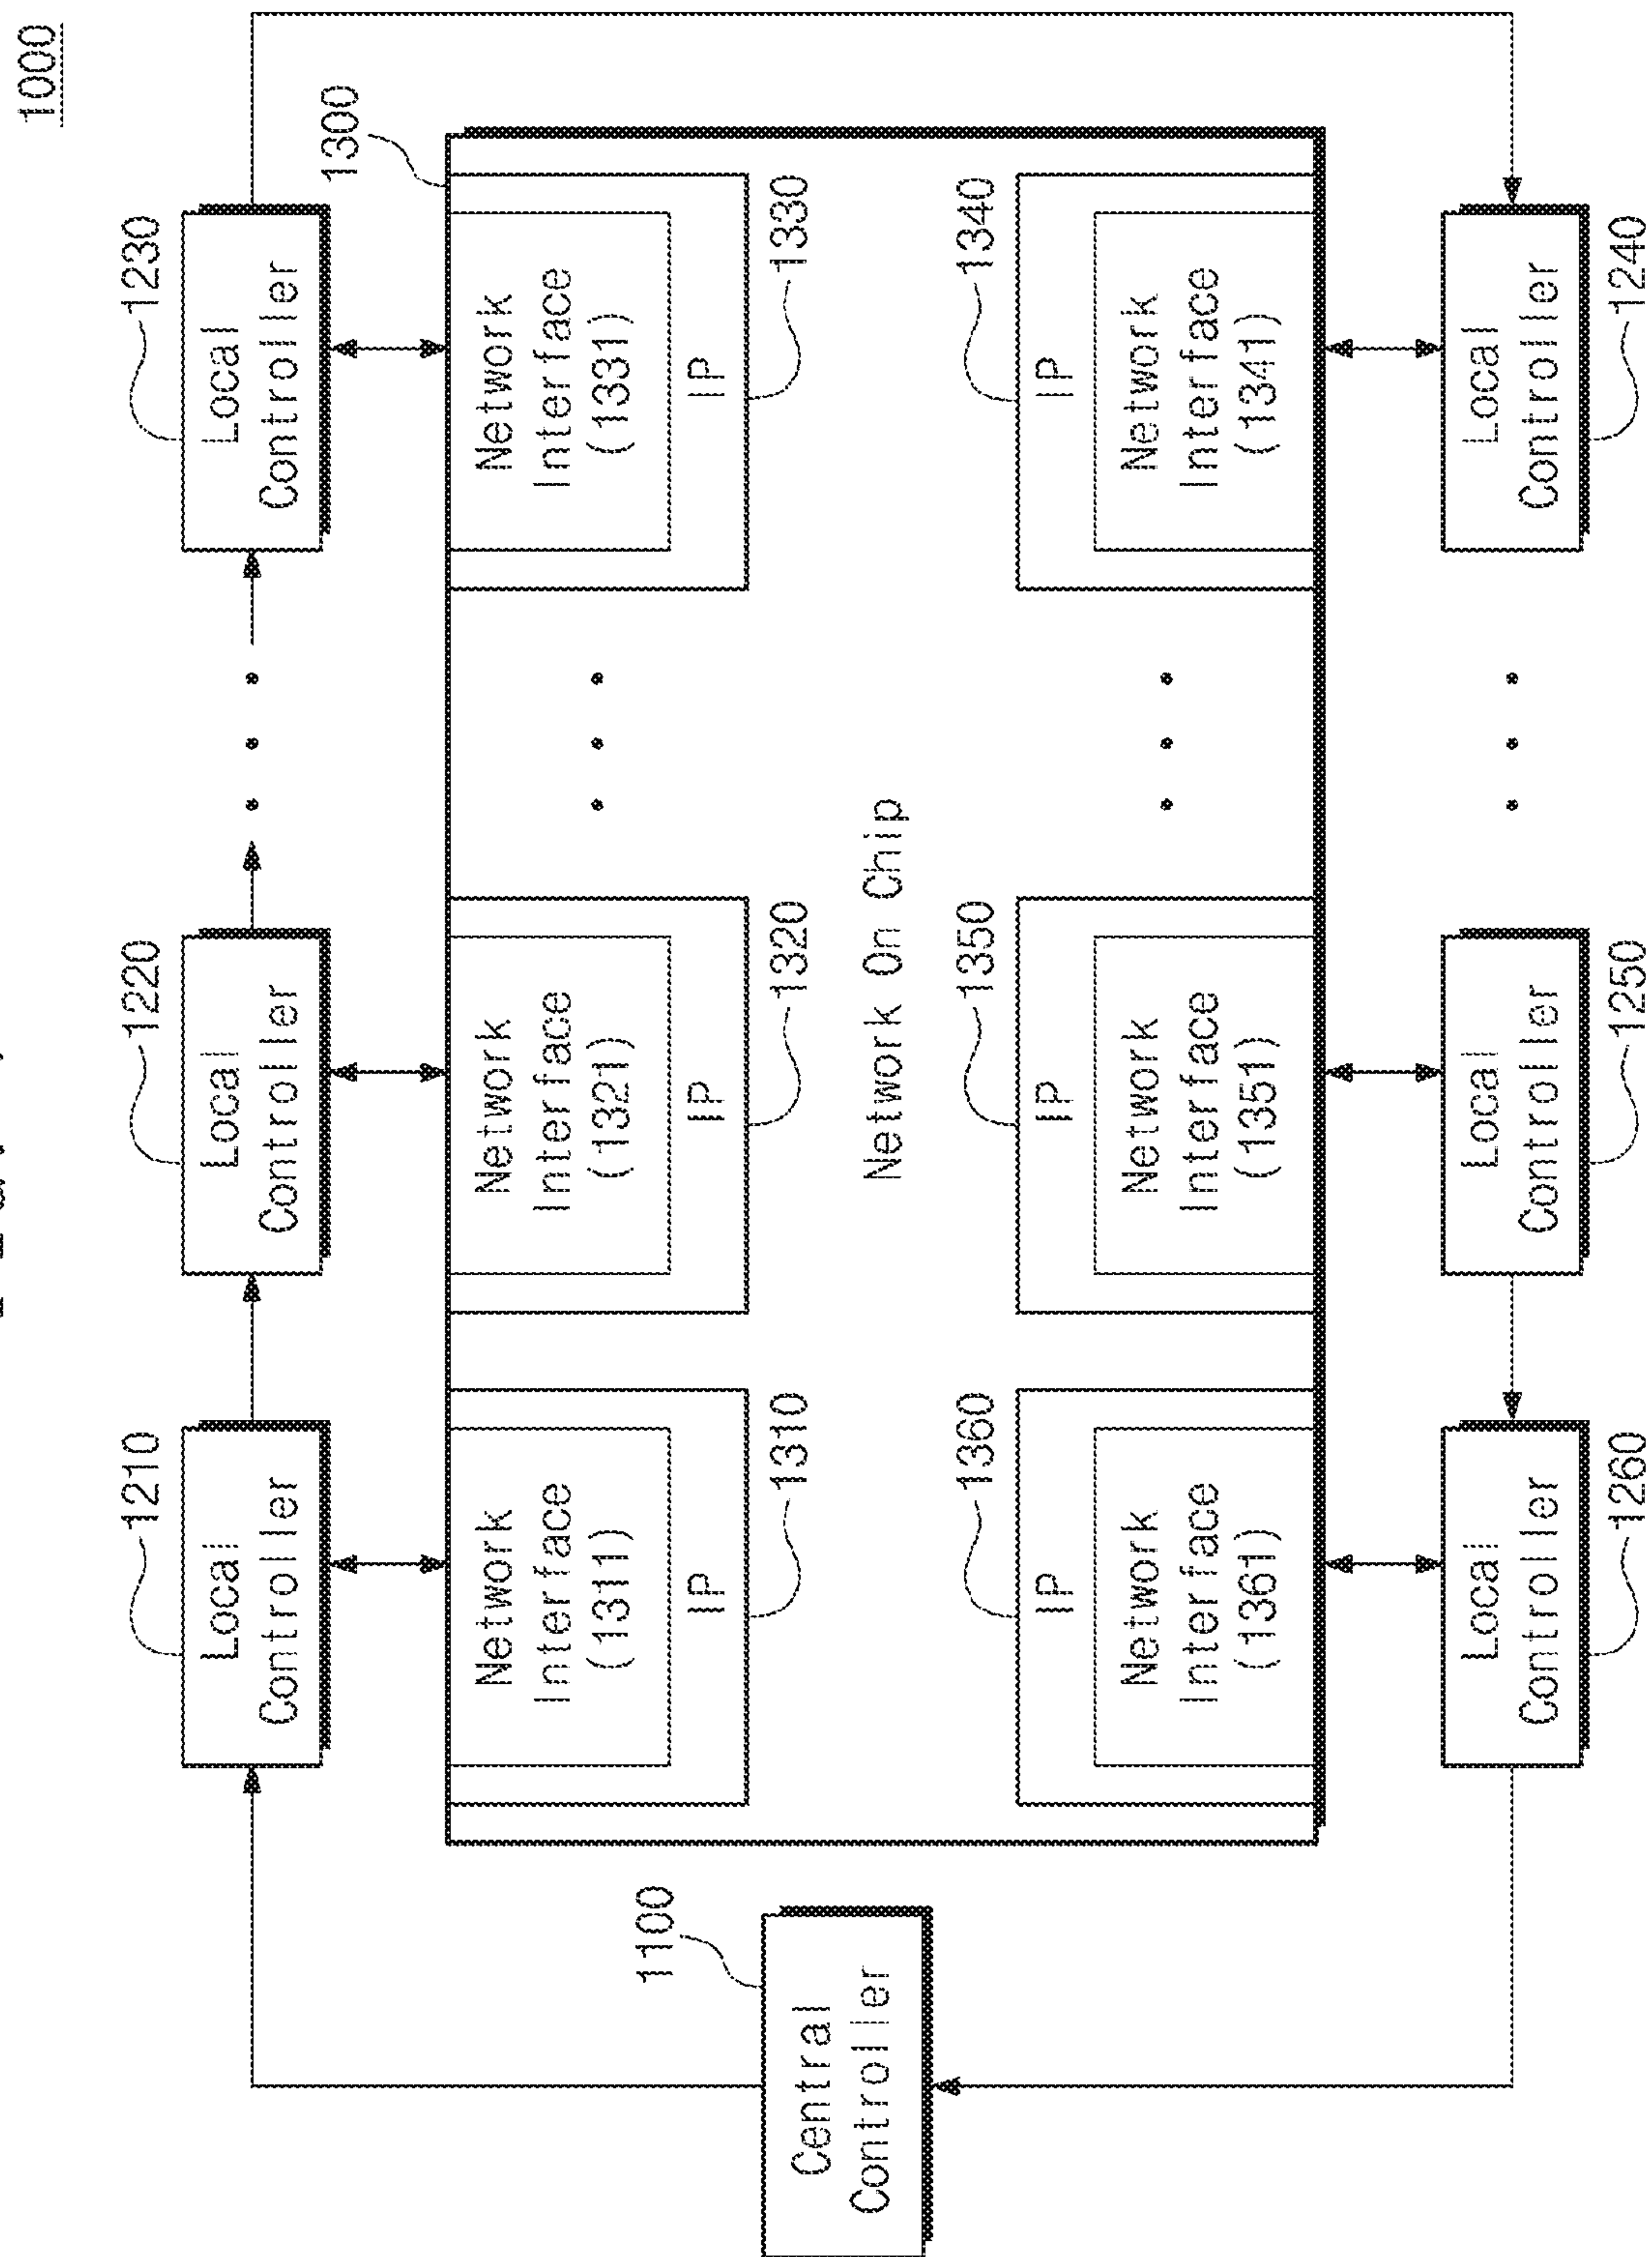 1000
1210
Local
Controller
1220
Local
Controller
1230
Local
Controller
1300
Network
Interface
(1311)
IP
1310
Network
Interface
(1321)
IP
1320
Network
Interface
(1331)
IP
1330
1100
Central
Controller
Network On Chip
1360
IP
Network
Interface
(1361)
1350
IP
Network
Interface
(1351)
1340
IP
Network
Interface
(1341)
Local
Controller
1260
Local
Controller
1250
Local
Controller
1240